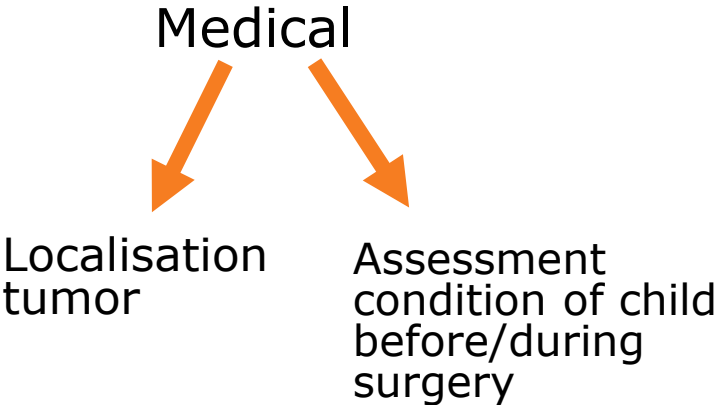 Medical
Localisation
tumor
Assessment
condition of child
before/during
surgery